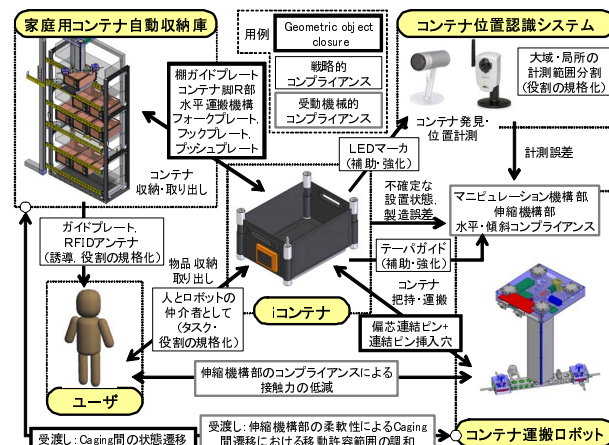 家庭用コンテナ自動収納庫
用例
Geometric object
closure
戦略的
コンプライアンス
受動機械的
コンプライアンス
コンテナ位置認識システム
大域・局所の
計測範囲分割
(役割の規格化)
棚ガイドプレート
コンテナ脚R部
水平運搬機構
フォークプレート,
フックプレート,
プッシュプレート
コンテナ
収納・取り出し
LEDマーカ
(補助・強化)
コンテナ発見・
位置計測
計測誤差
不確定な
設置状態,
製造誤差
マニピュレーション機構部
伸縮機構部
水平・傾斜コンプライアンス
ガイドプレート,
RFIDアンテナ
(誘導, 役割の規格化)
物品 収納
取り出し
テーパガイド
(補助・強化)
コンテナ
把持・運搬
人とロボットの
仲介者として
(タスク・
役割の規格化)
iコンテナ
偏芯連結ピン+
連結ピン挿入穴
ユーザ
伸縮機構部のコンプライアンスによる
接触力の低減
受渡し: Caging間の状態遷移
受渡し: 伸縮機構部の柔軟性によるCaging
間遷移における移動許容範囲の調和
コンテナ運搬ロボット